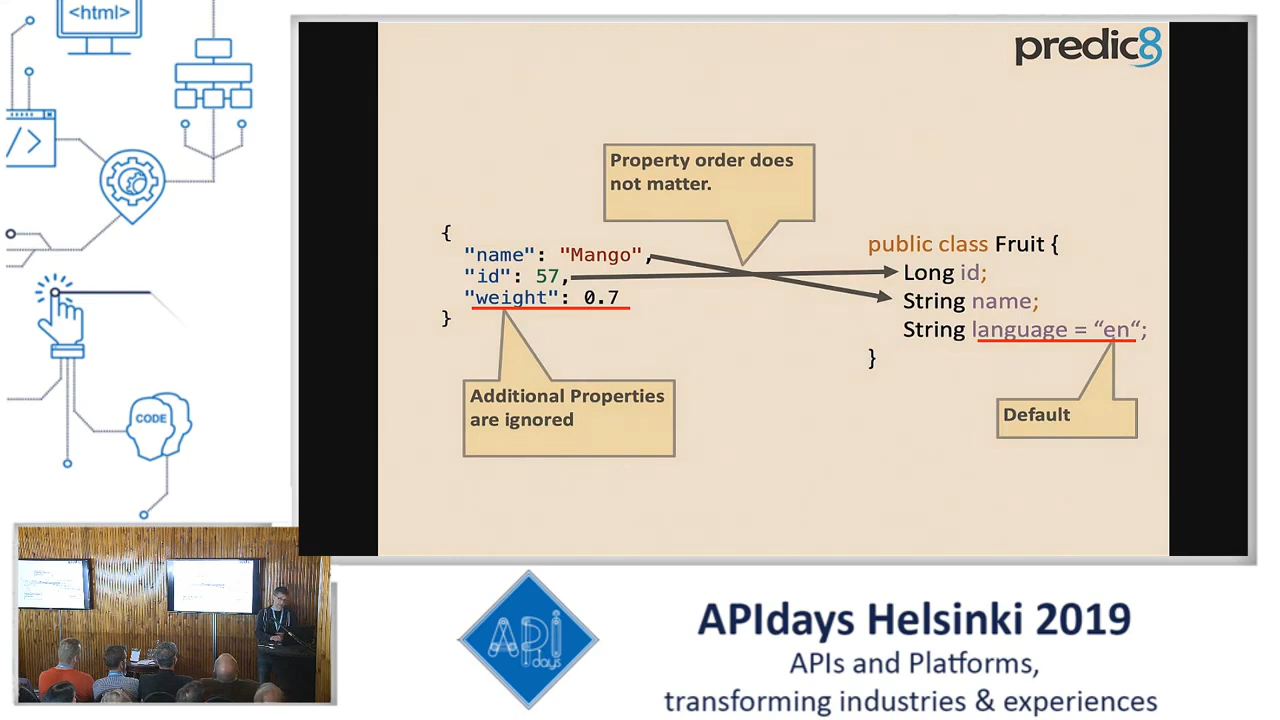 <html>
</>
CODE
predic8
Property order does
not matter.
{
"name": "Mango",
"id": 57,
"weight": 0.7
}
public class Fruit {
Long id;
String name;
String language = “en“;
}
Additional Properties
are ignored
Default
API
days
APIdays Helsinki 2019
APIs and Platforms,
transforming industries & experiences